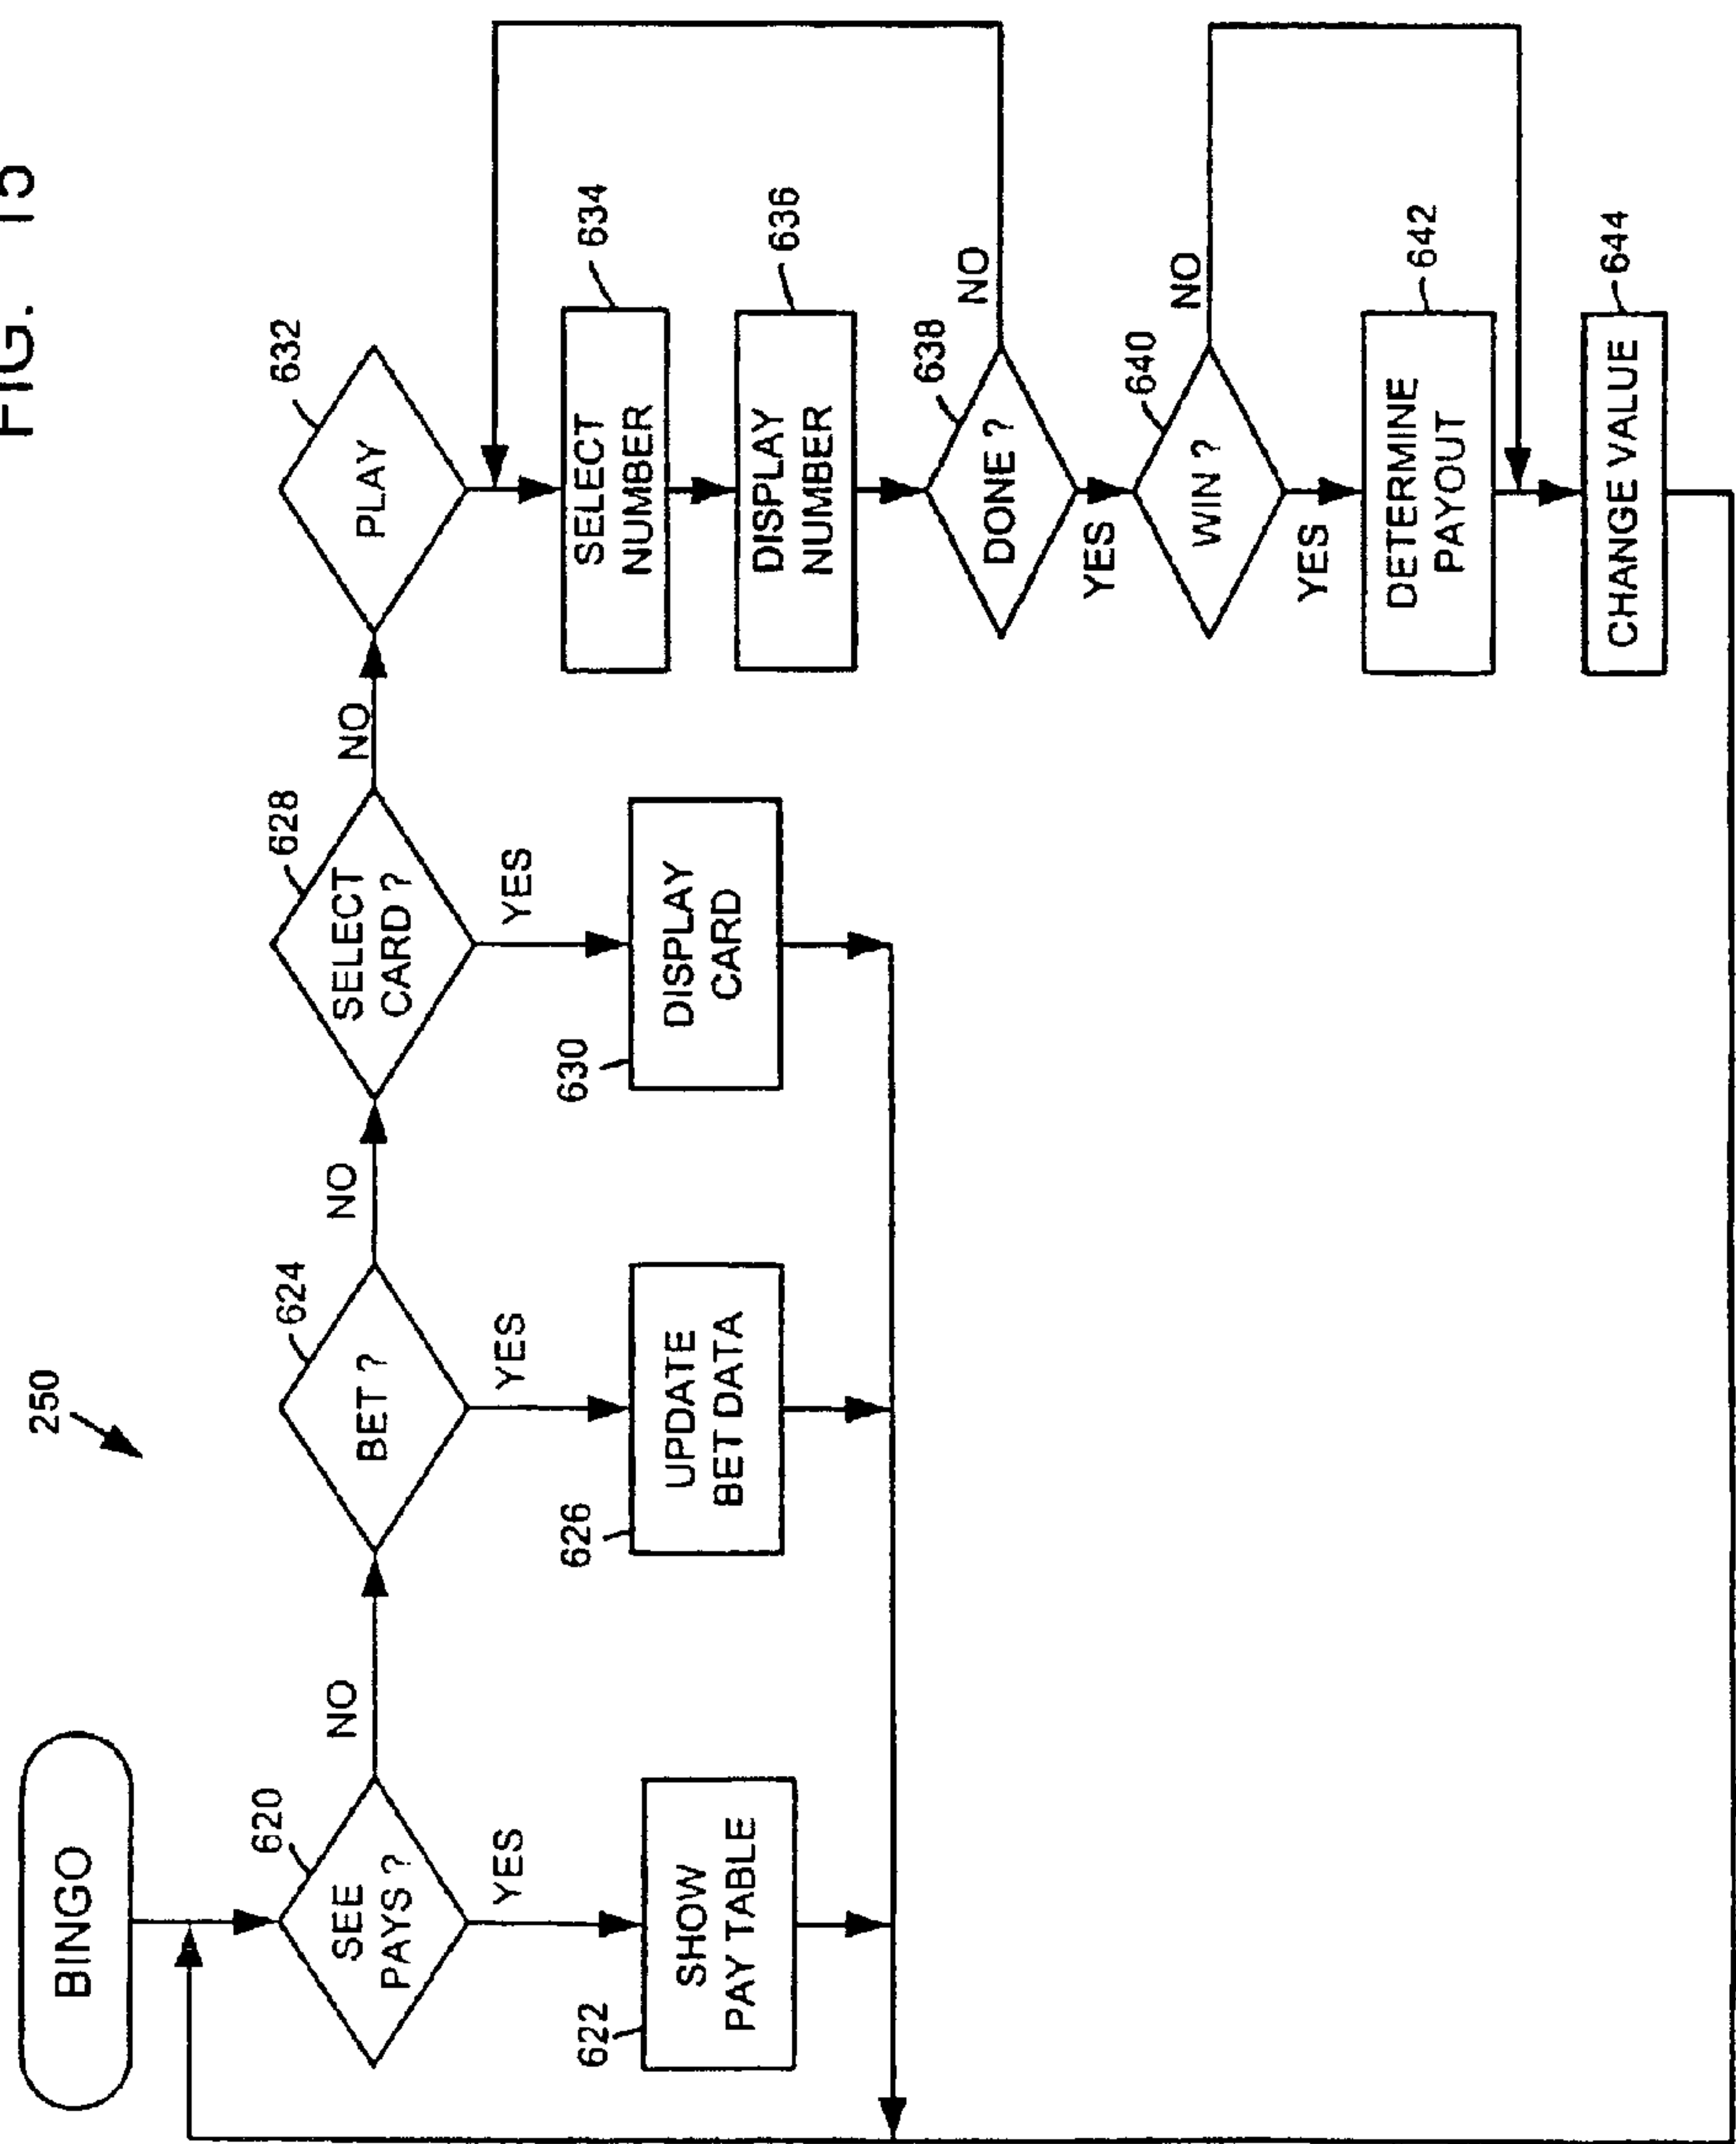 FIG. 15
250
BINGO
620
SEE
PAYS ?
NO
YES
622
SHOW
PAY TABLE
624
BET ?
NO
YES
626
UPDATE
BET DATA
628
SELECT
CARD ?
NO
YES
630
DISPLAY
CARD
632
PLAY
634
SELECT
NUMBER
636
DISPLAY
NUMBER
638
DONE ?
NO
YES
640
WIN ?
NO
YES
642
DETERMINE
PAYOUT
644
CHANGE VALUE